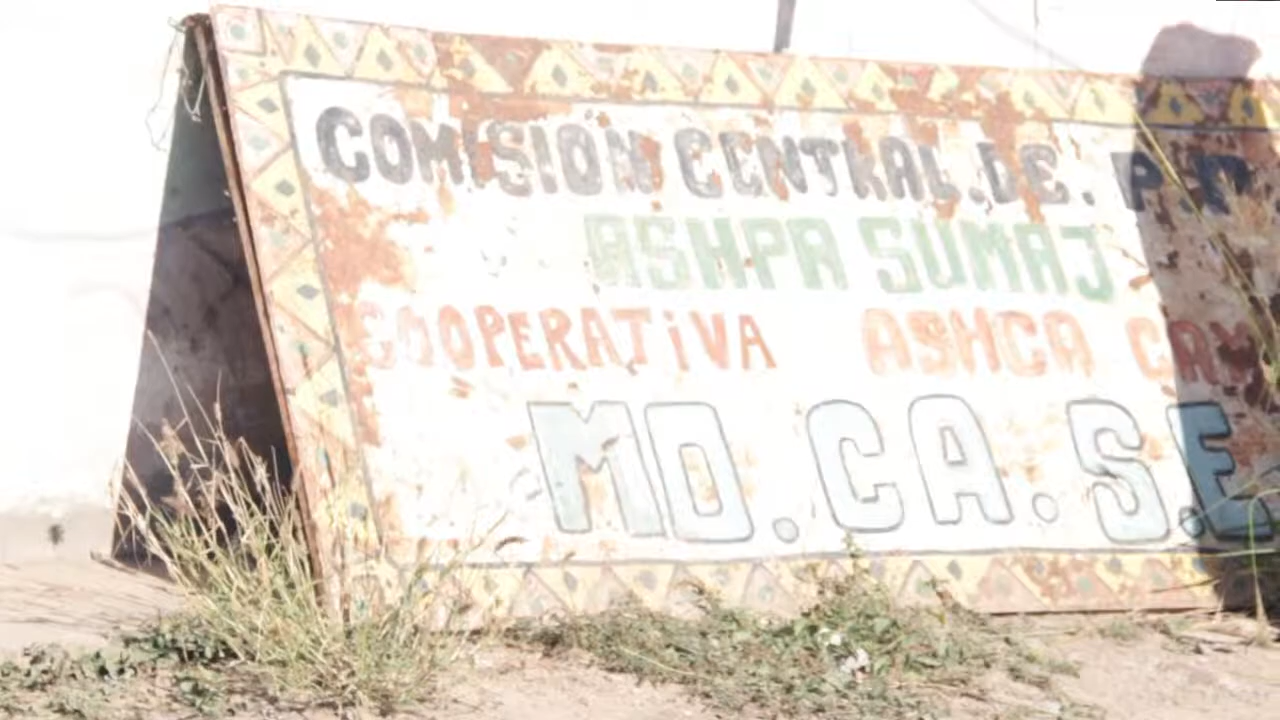 COMISION CENTRAL.DE. P.P
ASHPA SUMAJ
COOPERATIVA ASHCA
MO.CA.S.E